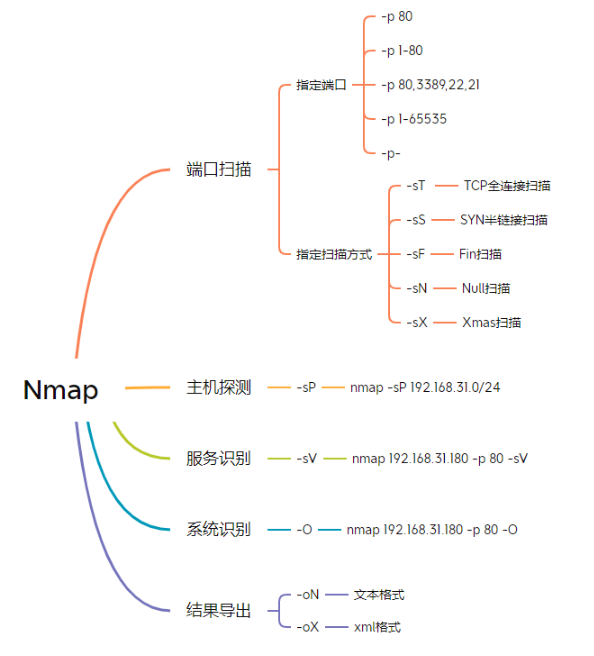 Nmap
端口扫描
指定端口
-p 80
-p 1-80
-p 80,3389,22,21
-p 1-65535
-p-
指定扫描方式
-sT
TCP全连接扫描
-sS
SYN半链接扫描
-sF
Fin扫描
-sN
Null扫描
-sX
Xmas扫描
主机探测
-sP
nmap -sP 192.168.31.0/24
服务识别
-sV
nmap 192.168.31.180 -p 80 -sV
系统识别
-O
nmap 192.168.31.180 -p 80 -O
结果导出
-oN
文本格式
-oX
xml格式